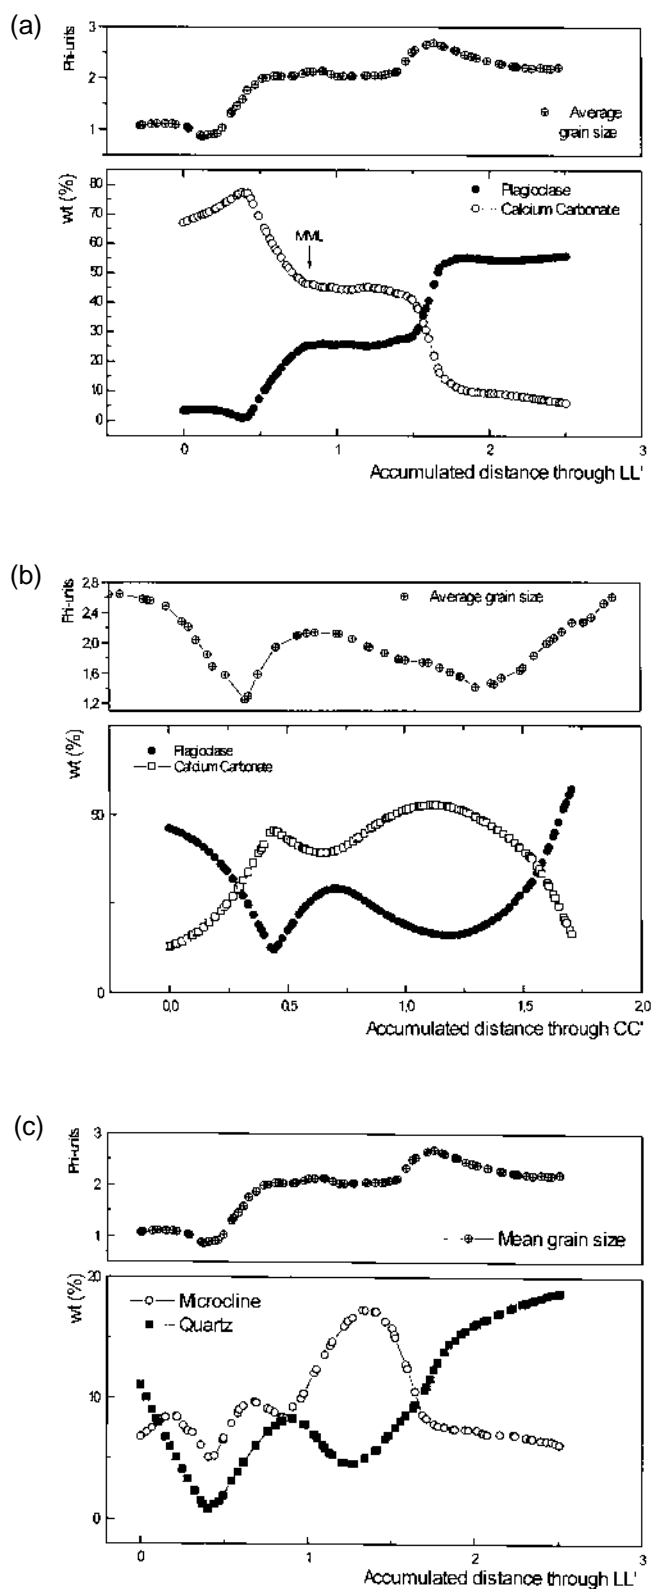 (a)
Phi-units
3
2
1
Average
grain size
wt (%)
80
70
60
50
40
30
20
10
0
Plagioclase
Calcium Carbonate
MML
0
1
2
3
Accumulated distance through LL'
(b)
Phi-units
2,8
2,4
2,0
1,6
1,2
Average grain size
wt (%)
Plagioclase
Calcium Carbonate
50
0
0,0
0,5
1,0
1,5
2,0
Accumulated distance through CC'
(c)
Phi-units
3
2
1
Mean grain size
wt (%)
20
10
0
Microcline
Quartz
0
1
2
3
Accumulated distance through LL'